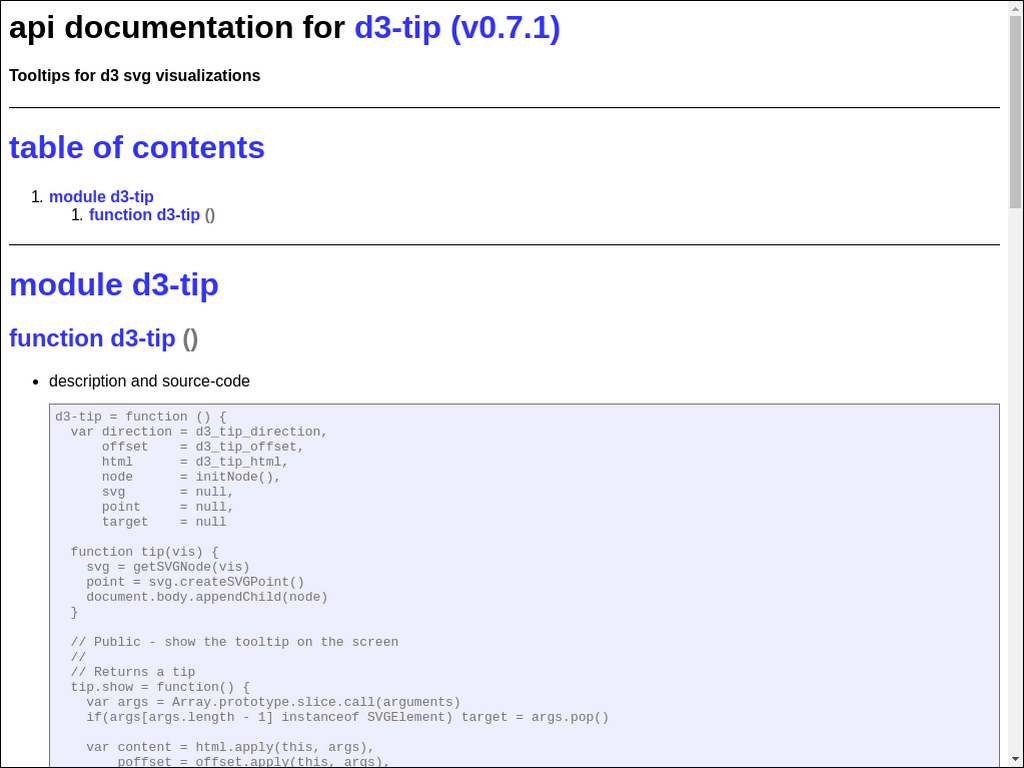 api documentation for d3-tip (v0.7.1)
Tooltips for d3 svg visualizations
table of contents
1. module d3-tip
1. function d3-tip ()
module d3-tip
function d3-tip ()
• description and source-code
d3-tip = function () {
  var direction = d3_tip_direction,
      offset    = d3_tip_offset,
      html      = d3_tip_html,
      node      = initNode(),
      svg       = null,
      point     = null,
      target    = null

  function tip(vis) {
    svg = getSVGNode(vis)
    point = svg.createSVGPoint()
    document.body.appendChild(node)
  }

  // Public - show the tooltip on the screen
  //
  // Returns a tip
  tip.show = function() {
    var args = Array.prototype.slice.call(arguments)
    if(args[args.length - 1] instanceof SVGElement) target = args.pop()

    var content = html.apply(this, args),
        poffset = offset.apply(this, args),